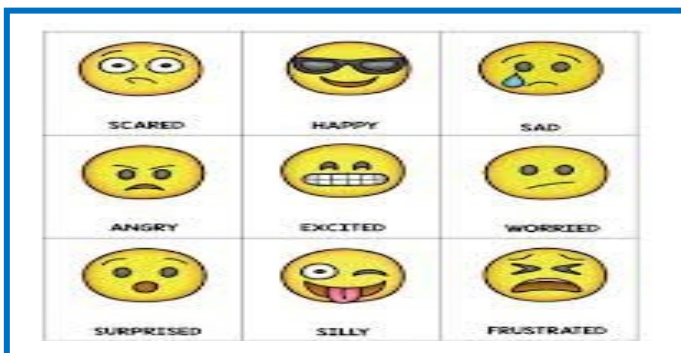 SCARED HAPPY SAD
ANGRY EXCITED WORRIED
SURPRISED SILLY FRUSTRATED